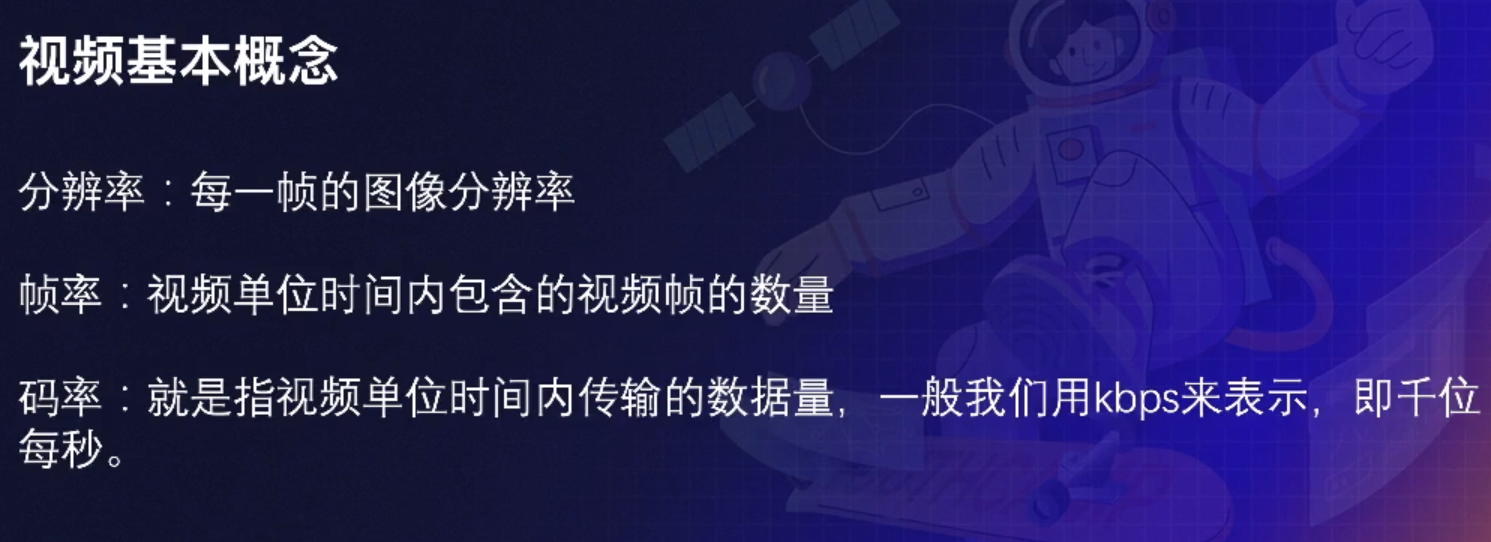 视频基本概念
分辨率：每一帧的图像分辨率
帧率：视频单位时间内包含的视频帧的数量
码率：就是指视频单位时间内传输的数据量，一般我们用kbps来表示，即千位
每秒。